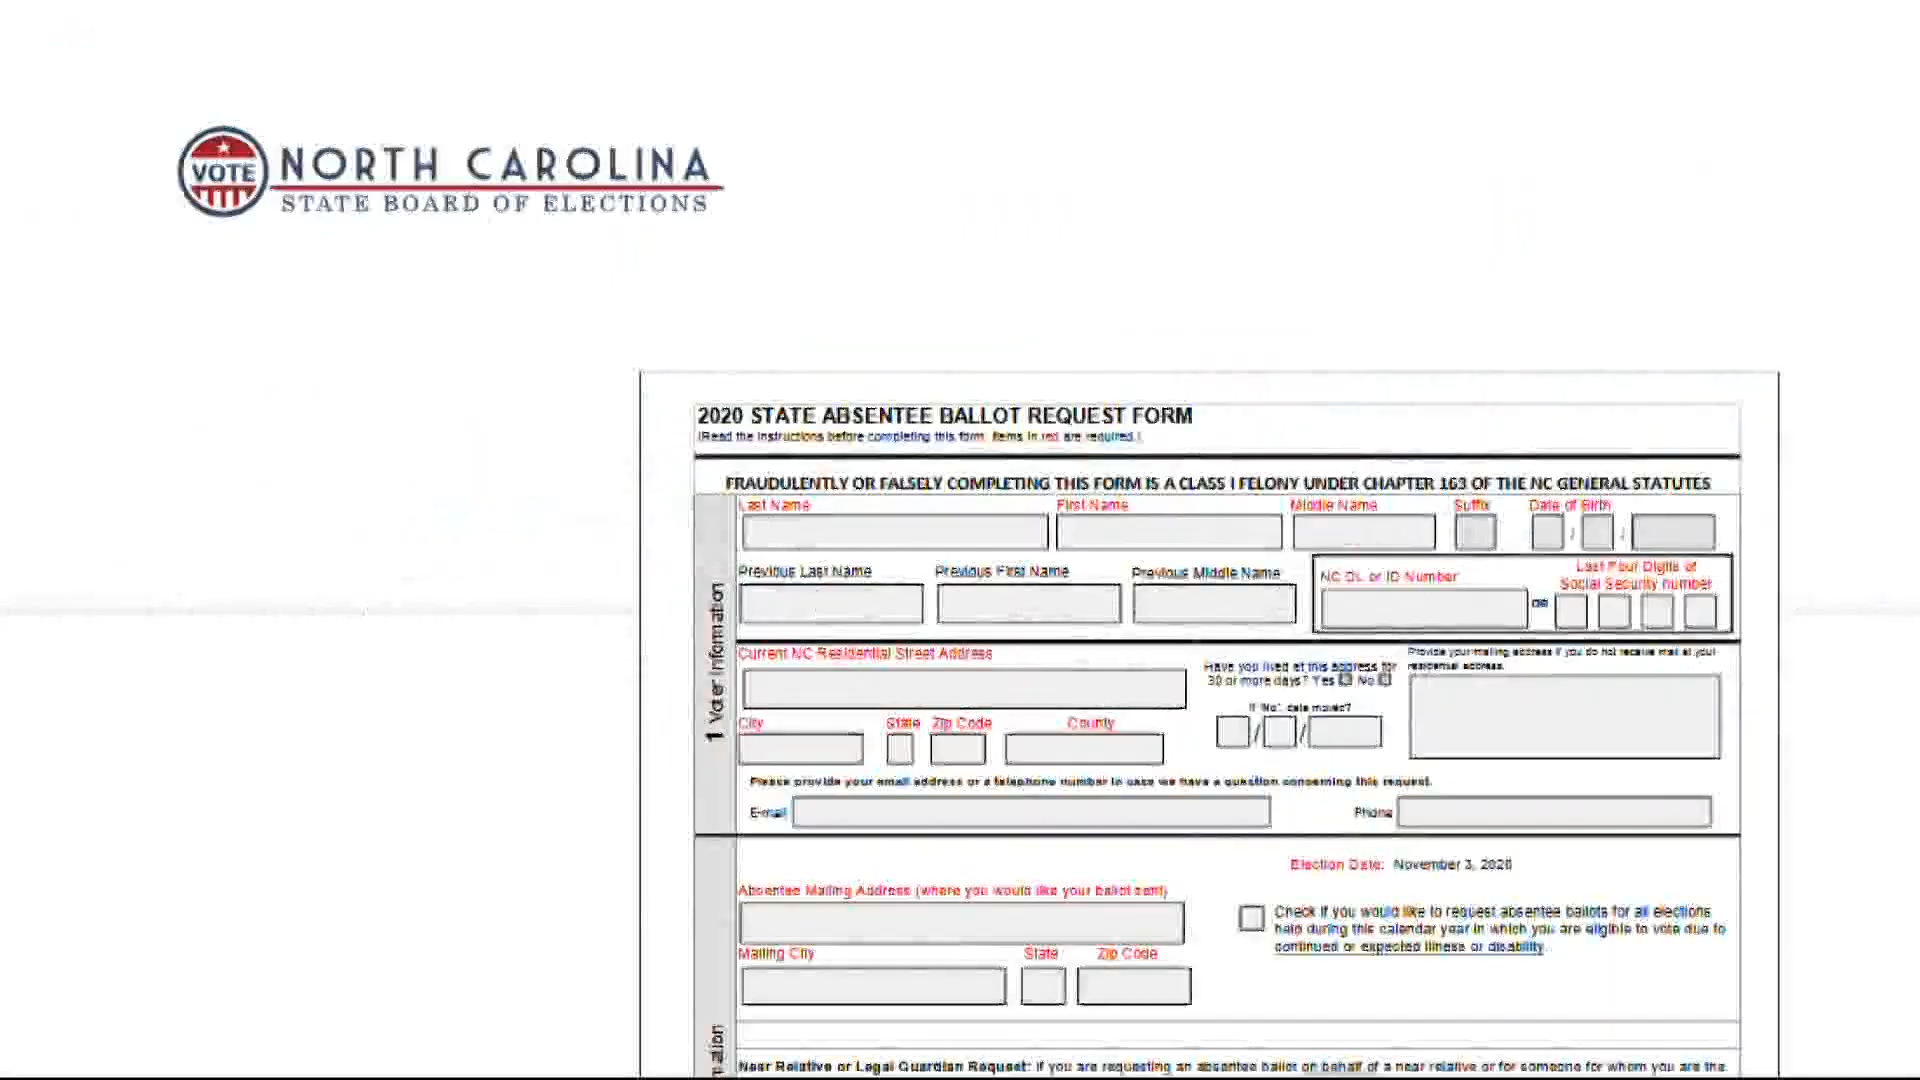 VOTE
NORTH CAROLINA
STATE BOARD OF ELECTIONS
2020 STATE ABSENTEE BALLOT REQUEST FORM
(Read the instructions before completing this form. Items in red are required.)
FRAUDULENTLY OR FALSELY COMPLETING THIS FORM IS A CLASS I FELONY UNDER CHAPTER 163 OF THE NC GENERAL STATUTES
1 Voter Information
Last Name First Name Middle Name Suffix Date of Birth
/ /
Previous Last Name Previous First Name Previous Middle Name
NC DL or ID Number OR Last Four Digits of
Social Security number
Current NC Residential Street Address
Have you lived at this address for
30 or more days? Yes No
If "No", date moved?
/ /
Provide your mailing address if you do not receive mail at your
residential address.
City State Zip Code County
Please provide your email address or a telephone number in case we have a question concerning this request.
E-mail Phone
Election Date: November 3, 2020
Absentee Mailing Address (where you would like your ballot sent)
Check if you would like to request absentee ballots for all elections
held during this calendar year in which you are eligible to vote due to
continued or expected illness or disability.
Mailing City State Zip Code
Near Relative or Legal Guardian Request: If you are requesting an absentee ballot on behalf of a near relative or for someone for whom you are the